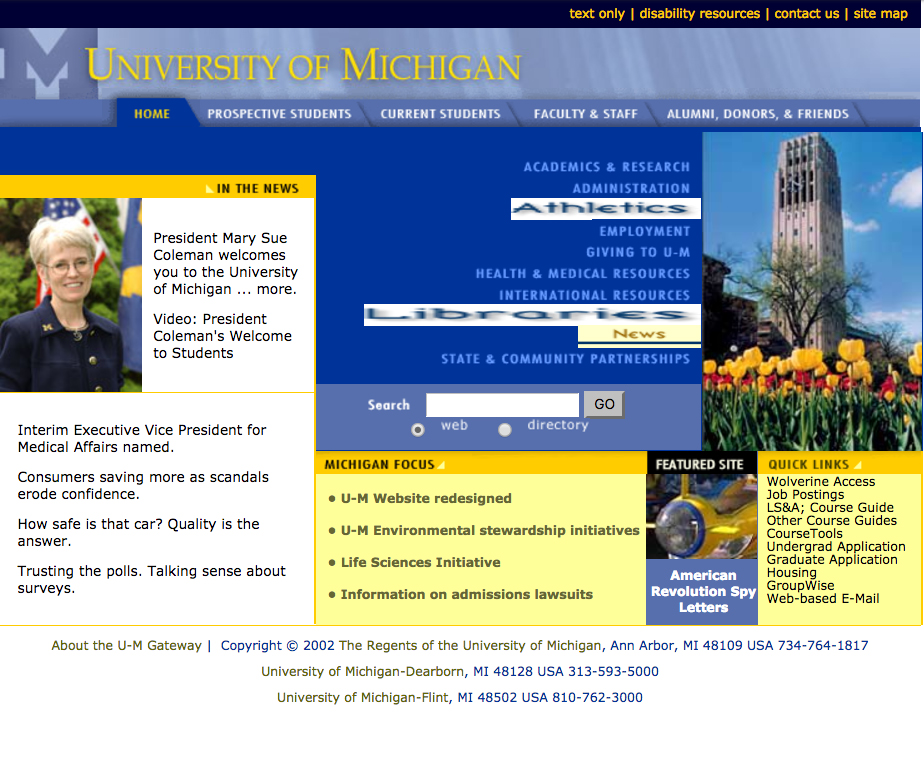 text only | disability resources | contact us | site map
UNIVERSITY OF MICHIGAN
HOME PROSPECTIVE STUDENTS CURRENT STUDENTS FACULTY & STAFF ALUMNI, DONORS, & FRIENDS
IN THE NEWS
President Mary Sue
Coleman welcomes
you to the University
of Michigan ... more.
Video: President
Coleman's Welcome
to Students
Interim Executive Vice President for
Medical Affairs named.
Consumers saving more as scandals
erode confidence.
How safe is that car? Quality is the
answer.
Trusting the polls. Talking sense about
surveys.
ACADEMICS & RESEARCH
ADMINISTRATION
Athletics
EMPLOYMENT
GIVING TO U-M
HEALTH & MEDICAL RESOURCES
INTERNATIONAL RESOURCES
Libraries
News
STATE & COMMUNITY PARTNERSHIPS
Search GO
web directory
MICHIGAN FOCUS
• U-M Website redesigned
• U-M Environmental stewardship initiatives
• Life Sciences Initiative
• Information on admissions lawsuits
FEATURED SITE
American
Revolution Spy
Letters
QUICK LINKS
Wolverine Access
Job Postings
LS&A; Course Guide
Other Course Guides
CourseTools
Undergrad Application
Graduate Application
Housing
GroupWise
Web-based E-Mail
About the U-M Gateway | Copyright © 2002 The Regents of the University of Michigan, Ann Arbor, MI 48109 USA 734-764-1817
University of Michigan-Dearborn, MI 48128 USA 313-593-5000
University of Michigan-Flint, MI 48502 USA 810-762-3000